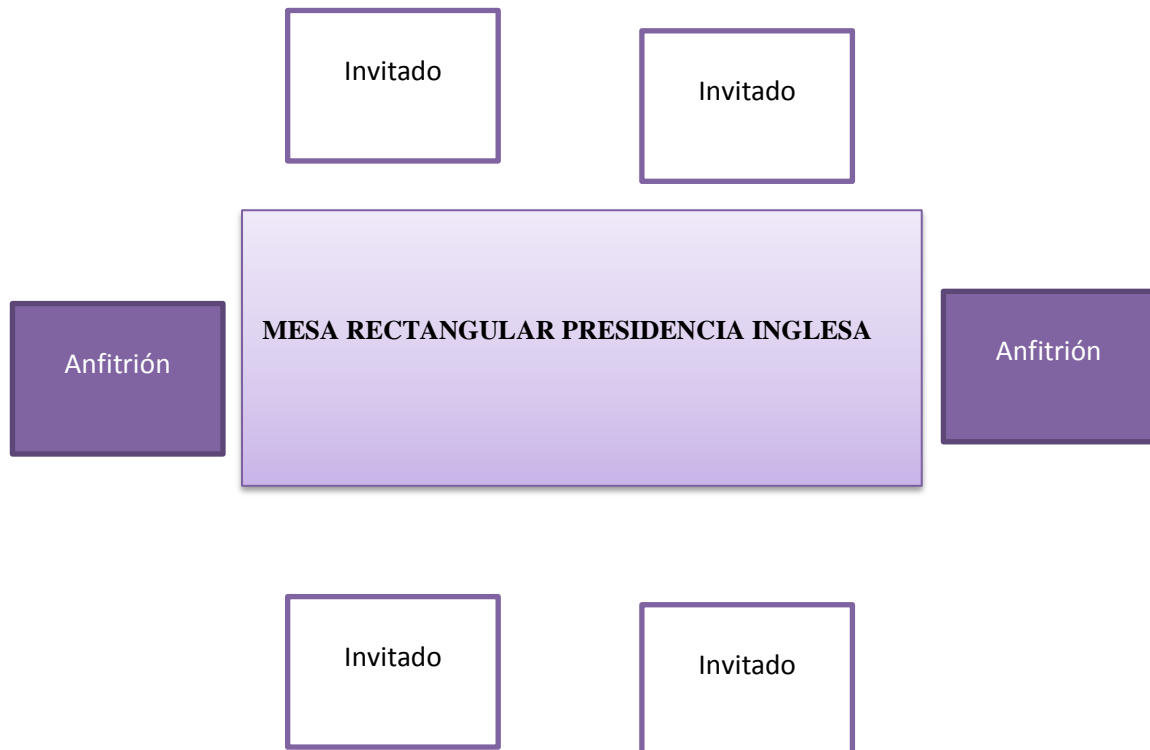 Invitado
Invitado
MESA RECTANGULAR PRESIDENCIA INGLESA
Anfitrión
Anfitrión
Invitado
Invitado